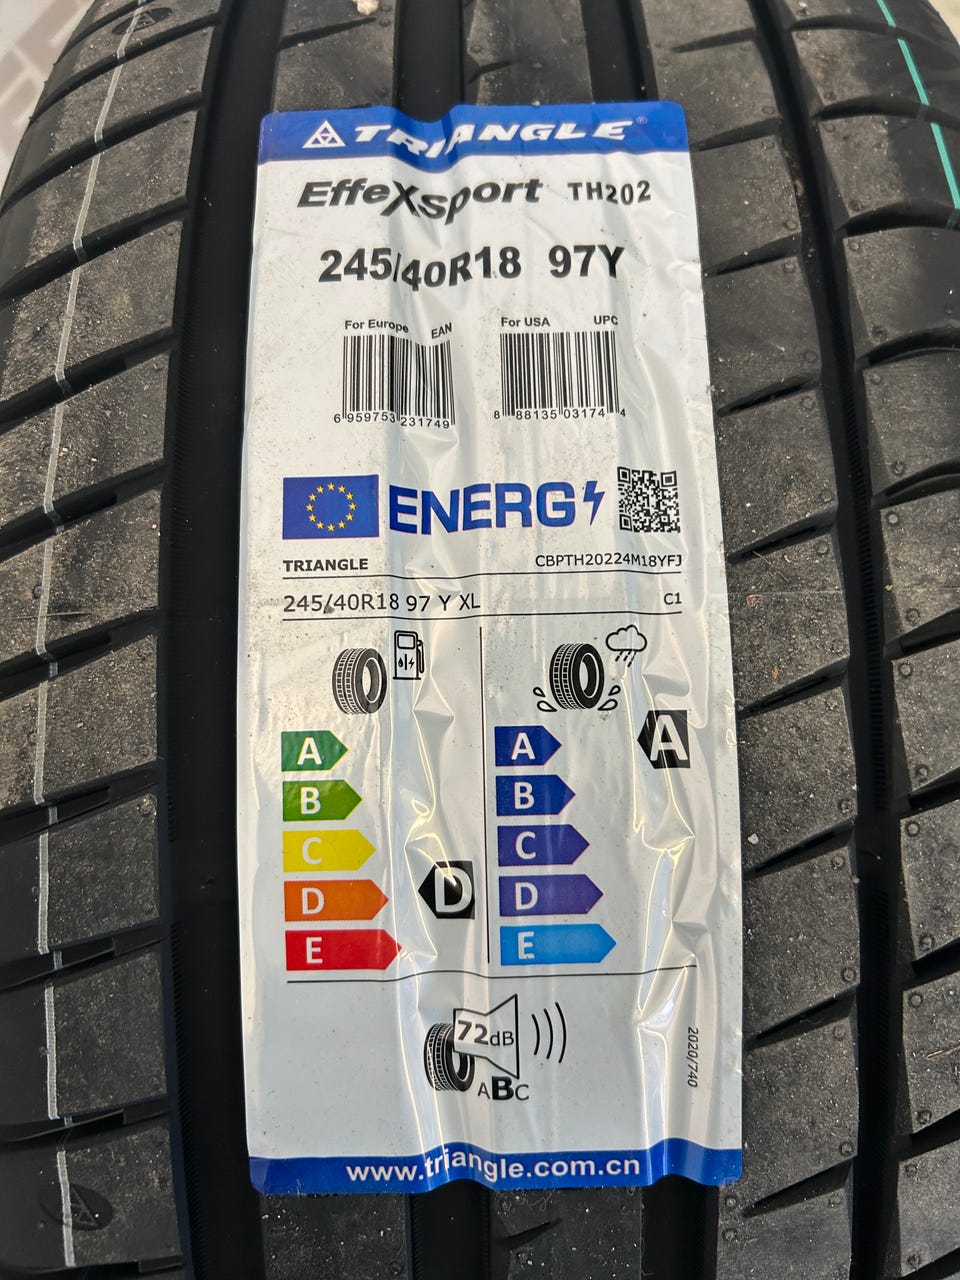 TRIANGLE®
EffeXsport TH202
245/40R18 97Y
For Europe EAN
For USA UPC
6 959753 231749
8 88135 03174 4
ENERG
TRIANGLE
CBPTH20224M18YFJ
245/40R18 97 Y XL
C1
A
B
C
D
E
D
A
B
C
D
E
A
72dB
ABC
2020/740
www.triangle.com.cn